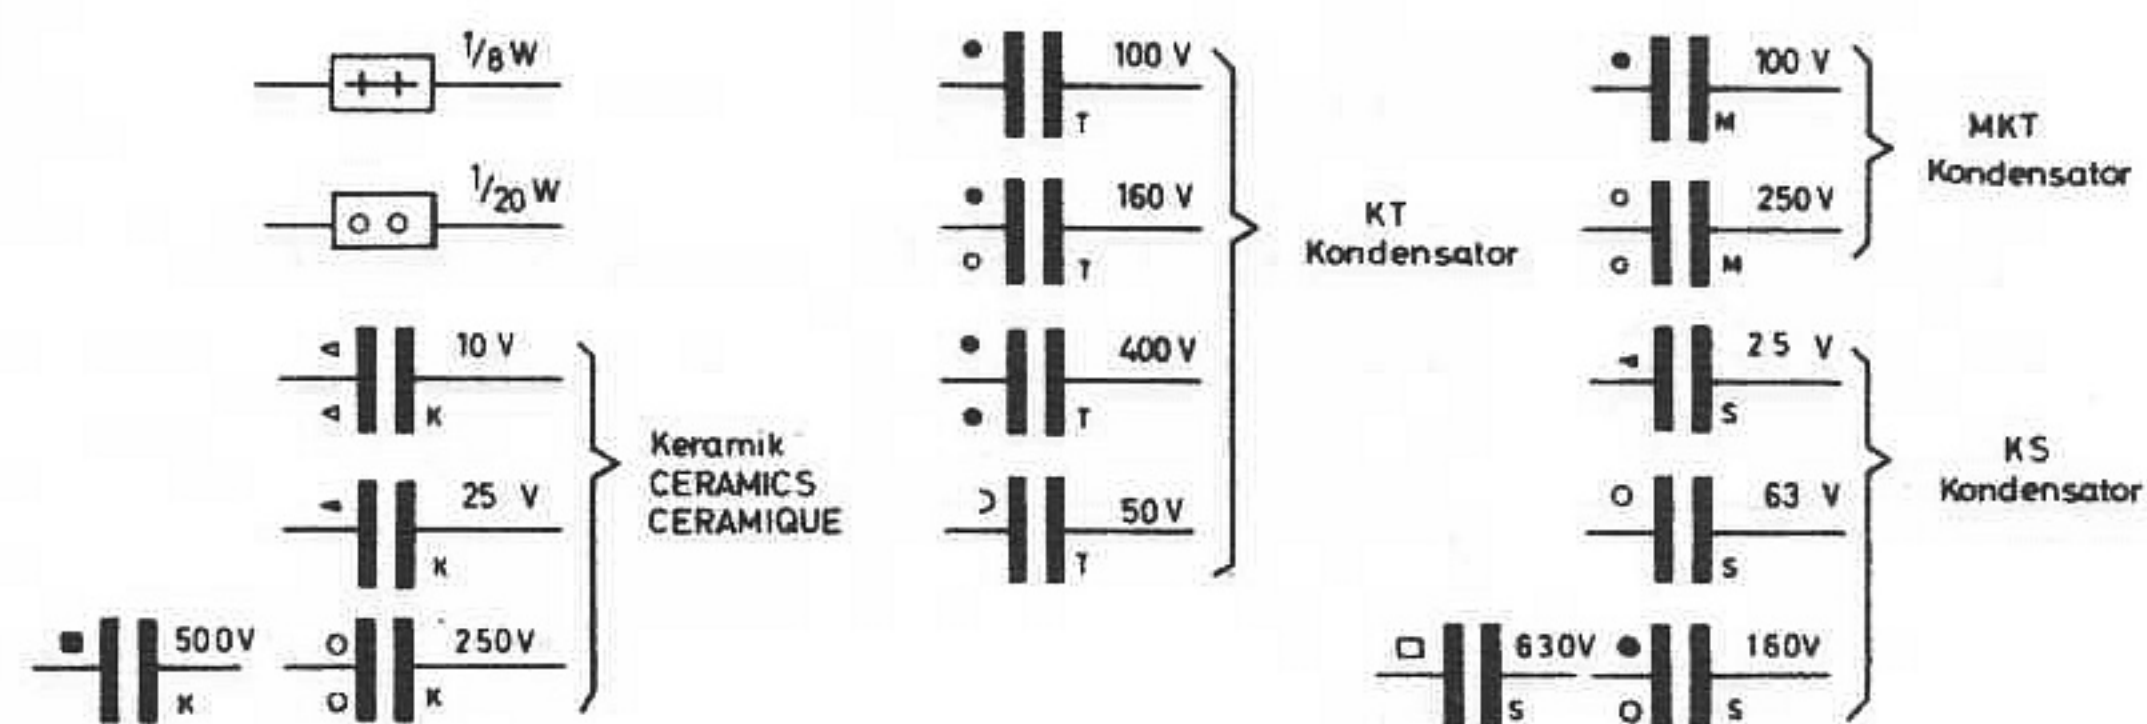 1/8 W
1/20 W
10 V
K
25 V
K
500V
K
250V
K
Keramik
CERAMICS
CERAMIQUE
100 V
T
160 V
T
400 V
T
50 V
T
KT
Kondensator
100 V
M
250 V
M
MKT
Kondensator
25 V
S
63 V
S
630V
S
160V
S
KS
Kondensator